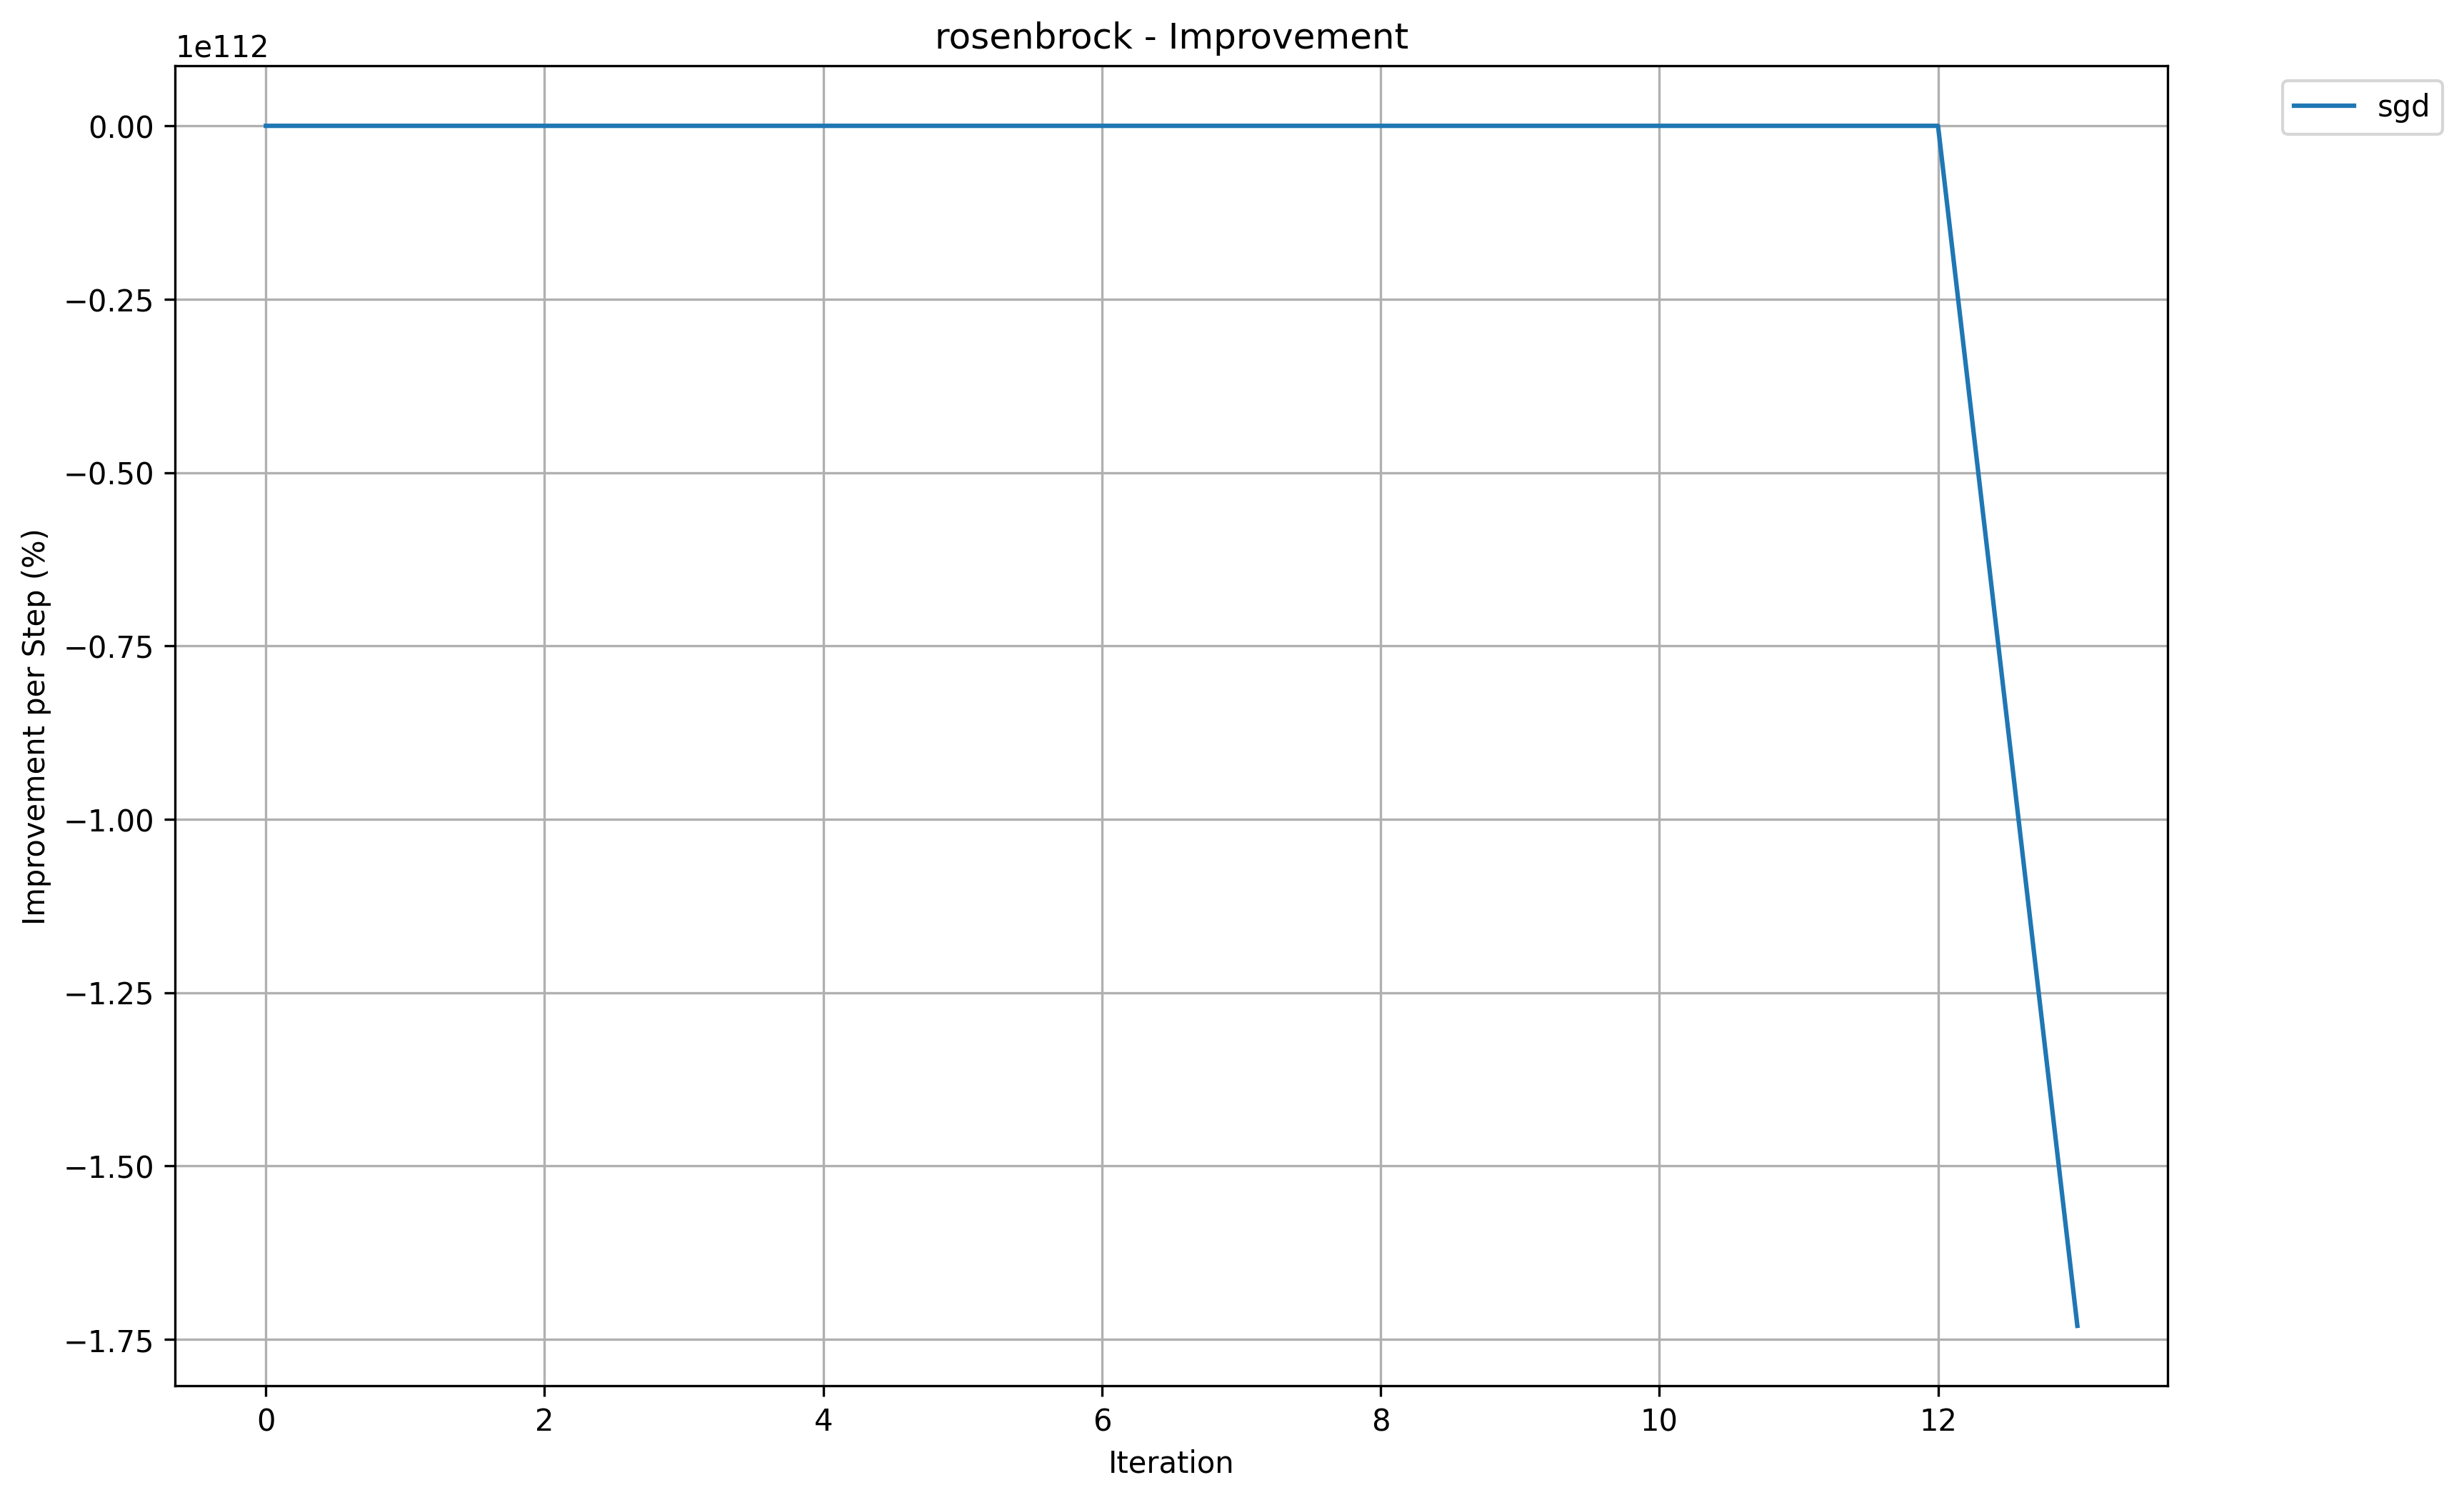 rosenbrock - Improvement
1e112
sgd
0.00
−0.25
−0.50
−0.75
−1.00
−1.25
−1.50
−1.75
Improvement per Step (%)
0 2 4 6 8 10 12
Iteration